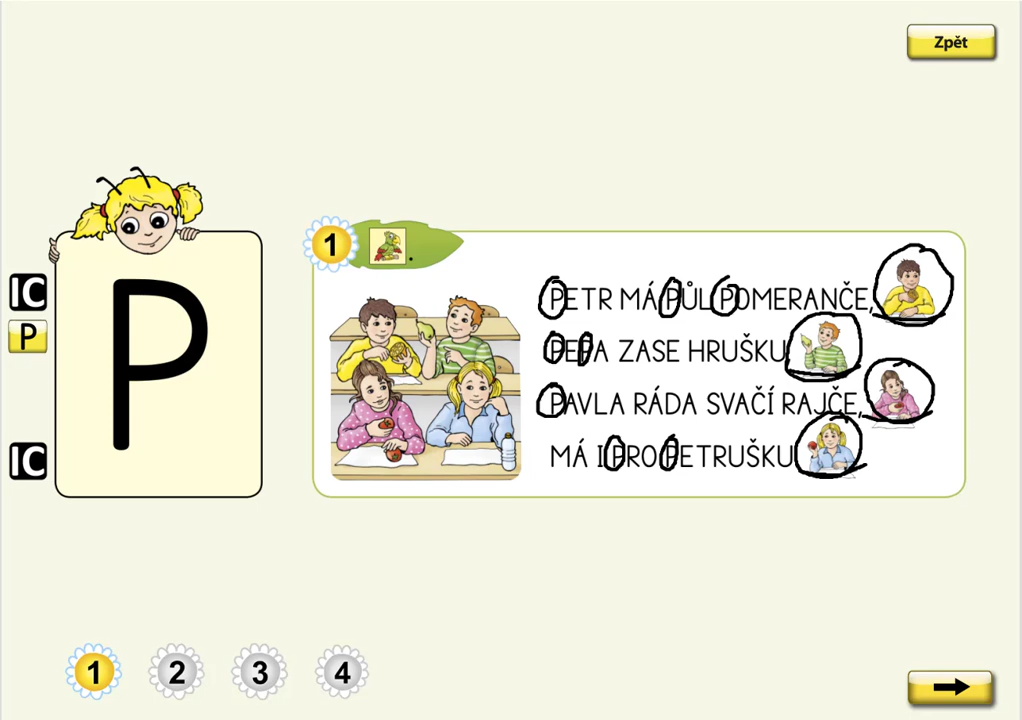 Zpět
IC
P
IC
P
1 .
PETR MÁ PŮL POMERANČE,
PEPA ZASE HRUŠKU
PAVLA RÁDA SVAČÍ RAJČE,
MÁ I PRO PETRUŠKU
1 2 3 4